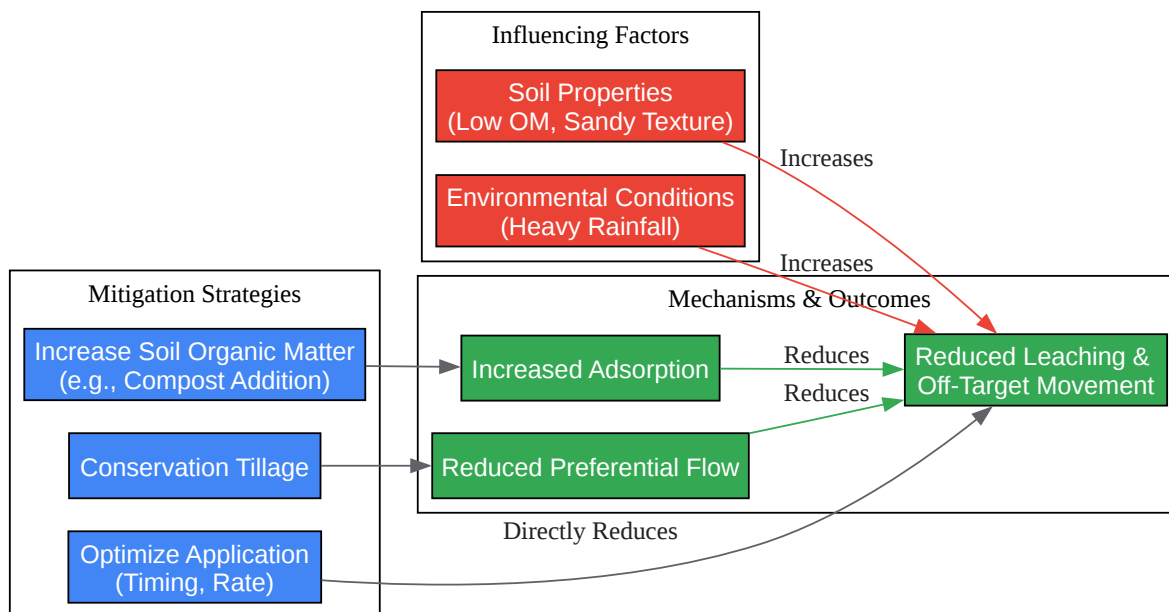 Influencing Factors
Soil Properties
(Low OM, Sandy Texture)
Increases
Environmental Conditions
(Heavy Rainfall)
Increases
Mitigation Strategies
Mechanisms & Outcomes
Increase Soil Organic Matter
(e.g., Compost Addition)
Increased Adsorption
Reduces
Reduced Leaching &
Off-Target Movement
Reduces
Conservation Tillage
Reduced Preferential Flow
Directly Reduces
Optimize Application
(Timing, Rate)